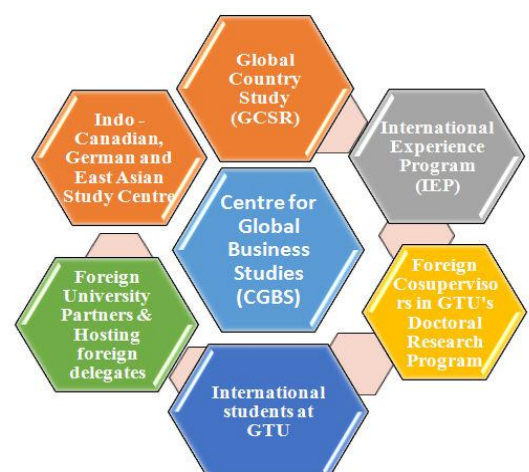 Global
Country
Study
(GCSR)
Indo -
Canadian,
German and
East Asian
Study Centre
International
Experience
Program
(IEP)
Centre for
Global
Business
Studies
(CGBS)
Foreign
University
Partners &
Hosting
foreign
delegates
Foreign
Cosuperviso
rs in GTU's
Doctoral
Research
Program
International
students at
GTU